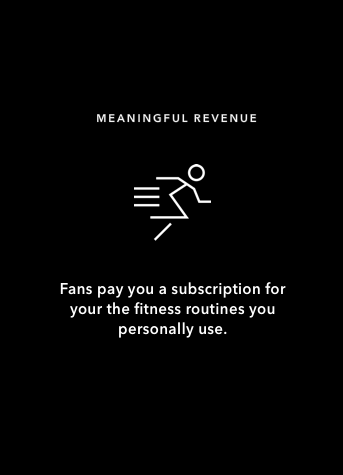 MEANINGFUL REVENUE
Fans pay you a subscription for
your the fitness routines you
personally use.